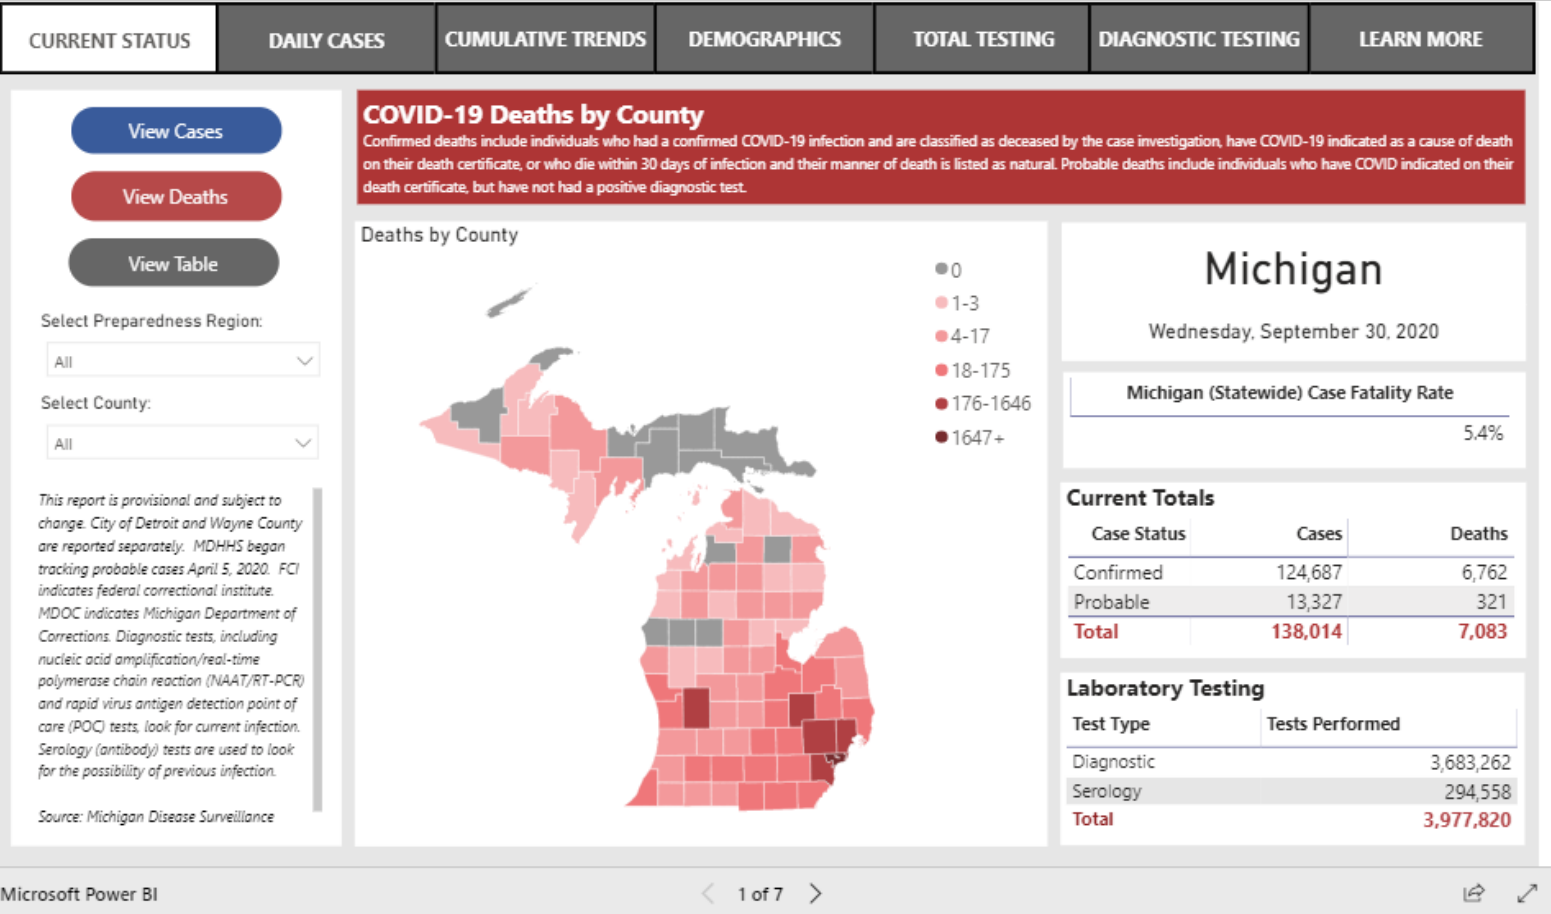 CURRENT STATUS
DAILY CASES
CUMULATIVE TRENDS
DEMOGRAPHICS
TOTAL TESTING
DIAGNOSTIC TESTING
LEARN MORE
View Cases
View Deaths
View Table
Select Preparedness Region:
All
Select County:
All
This report is provisional and subject to
change. City of Detroit and Wayne County
are reported separately. MDHHS began
tracking probable cases April 5, 2020. FCI
indicates federal correctional institute.
MDOC indicates Michigan Department of
Corrections. Diagnostic tests, including
nucleic acid amplification/real-time
polymerase chain reaction (NAAT/RT-PCR)
and rapid virus antigen detection point of
care (POC) tests, look for current infection.
Serology (antibody) tests are used to look
for the possibility of previous infection.
Source: Michigan Disease Surveillance
COVID-19 Deaths by County
Confirmed deaths include individuals who had a confirmed COVID-19 infection and are classified as deceased by the case investigation, have COVID-19 indicated as a cause of death
on their death certificate, or who die within 30 days of infection and their manner of death is listed as natural. Probable deaths include individuals who have COVID indicated on their
death certificate, but have not had a positive diagnostic test.
Deaths by County
0
1-3
4-17
18-175
176-1646
1647+
Michigan
Wednesday, September 30, 2020
Michigan (Statewide) Case Fatality Rate
5.4%
Current Totals
Case Status Cases Deaths
Confirmed 124,687 6,762
Probable 13,327 321
Total 138,014 7,083
Laboratory Testing
Test Type Tests Performed
Diagnostic 3,683,262
Serology 294,558
Total 3,977,820
Microsoft Power BI
1 of 7